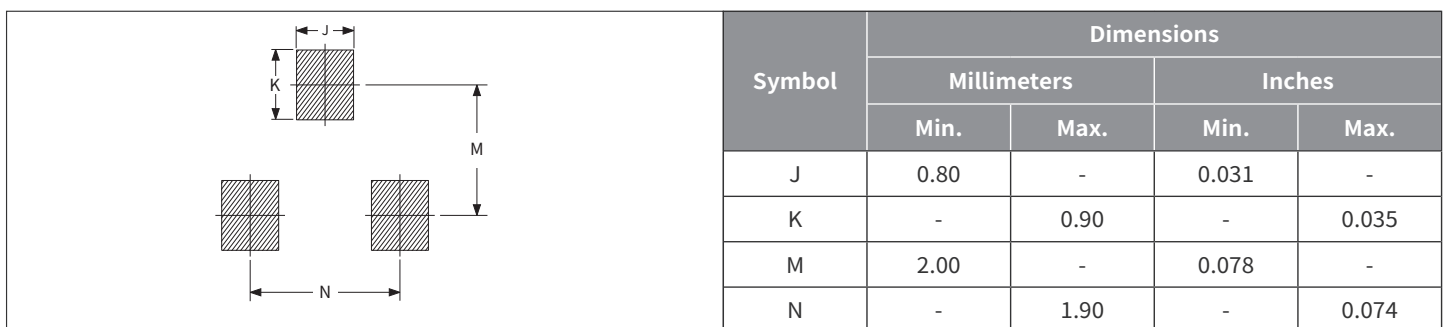 J
K
M
N
Symbol
Dimensions
Millimeters Inches
Min. Max. Min. Max.
J 0.80 - 0.031 -
K - 0.90 - 0.035
M 2.00 - 0.078 -
N - 1.90 - 0.074